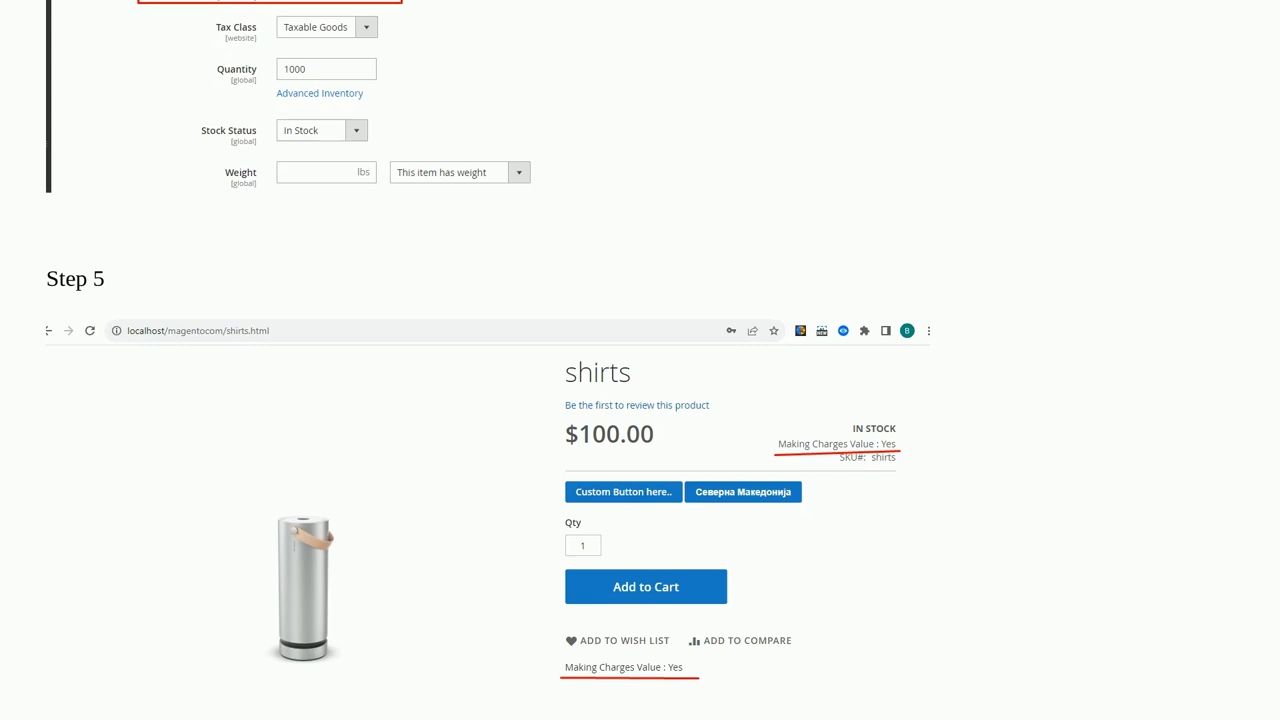 Tax Class
Taxable Goods
[website]
Quantity
1000
[global]
Advanced Inventory
Stock Status
In Stock
[global]
Weight
lbs
This item has weight
[global]
Step 5
localhost/magentocom/shirts.html
B
shirts
Be the first to review this product
$100.00
IN STOCK
Making Charges Value : Yes
SKU#: shirts
Custom Button here..
Северна Македонија
Qty
1
Add to Cart
ADD TO WISH LIST
ADD TO COMPARE
Making Charges Value : Yes